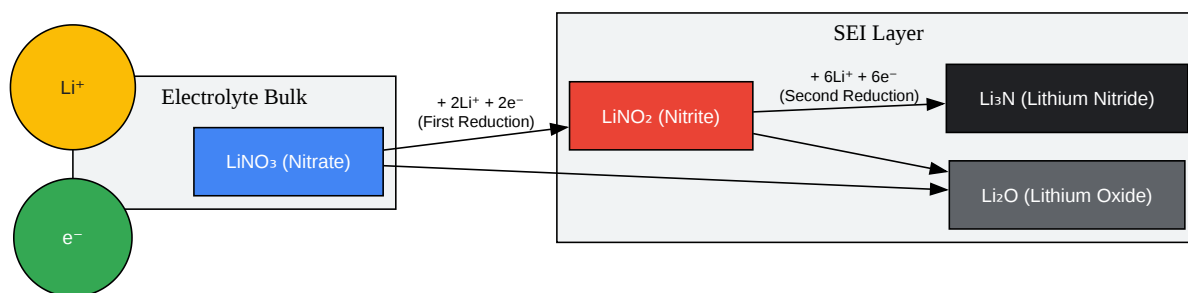 SEI Layer
Li⁺
Electrolyte Bulk
+ 2Li⁺ + 2e⁻
(First Reduction)
LiNO₃ (Nitrate)
LiNO₂ (Nitrite)
+ 6Li⁺ + 6e⁻
(Second Reduction)
Li₃N (Lithium Nitride)
Li₂O (Lithium Oxide)
e⁻